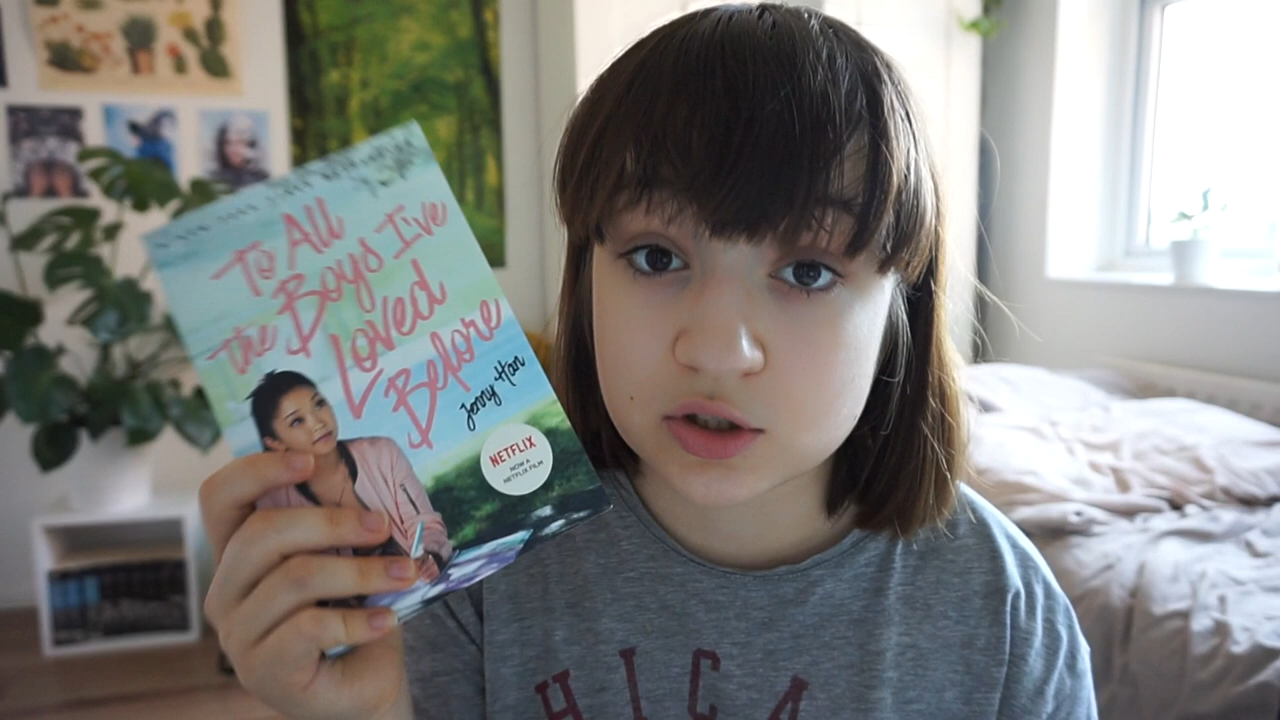 To All
the Boys I've
Loved
Before
Jenny Han
NETFLIX
NOW A
NETFLIX FILM
HICA